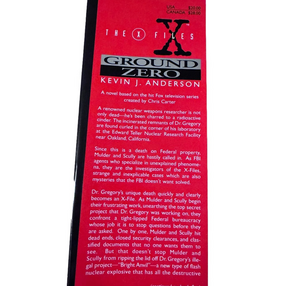 THE X FILES
X
GROUND
ZERO
KEVIN J. ANDERSON
A novel based on the hit Fox television series
created by Chris Carter
A renowned nuclear weapons researcher is not
only dead—he's been charred to a radioactive
cinder. The incinerated remnants of Dr. Gregory
are found curled in the corner of his laboratory
at the Edward Teller Nuclear Research Facility
near Oakland, California.
Since this is a death on Federal property,
Mulder and Scully are hastily called in. As FBI
agents who specialize in unexplained phenom-
ena, they are the investigators of the X-Files,
strange and inexplicable cases which are also
mysteries that the FBI doesn't want solved.
Dr. Gregory's unique death quickly and clearly
becomes an X-File. As Mulder and Scully begin
their frustrating work, unearthing the top secret
project that Dr. Gregory was working on, they
confront a tight-lipped Federal bureaucracy
whose job it is to stop questions before they
are asked. One by one, Mulder and Scully hit
dead ends, closed security clearances, and clas-
sified documents that no one wants them to
see. But that doesn't stop Mulder and
Scully from ripping the lid off Dr. Gregory's ille-
gal project—"Bright Anvil"—a new type of flash
nuclear explosive that has all the destructive